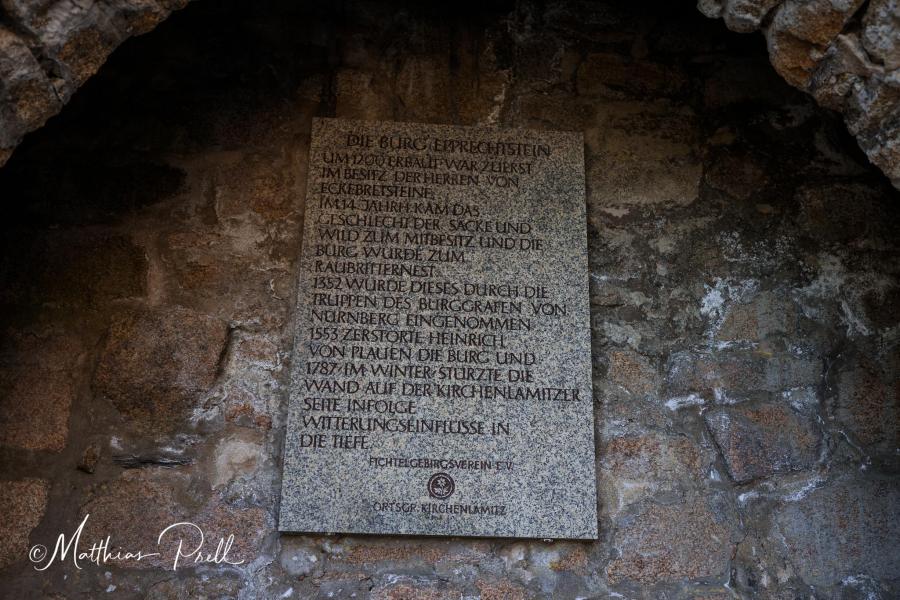 DIE BURG EPPRECHTSTEIN
UM 1200 ERBAUT WAR ZUERST
IM BESITZ DER HERREN VON
ECKEBRETSTEINE.
IM 14. JAHRH. KAM DAS
GESCHLECHT DER SÄCKE UND
WILD ZUM MITBESITZ UND DIE
BURG WURDE ZUM
RAUBRITTERNEST.
1352 WURDE DIESES DURCH DIE
TRUPPEN DES BURGGRAFEN VON
NÜRNBERG EINGENOMMEN.
1553 ZERSTÖRTE HEINRICH
VON PLAUEN DIE BURG UND
1787 IM WINTER STÜRZTE DIE
WAND AUF DER KIRCHENLAMITZER
SEITE INFOLGE
WITTERUNGSEINFLÜSSE IN
DIE TIEFE.
FICHTELGEBIRGSVEREIN E.V.
ORTSGR. KIRCHENLAMITZ
© Matthias Prell